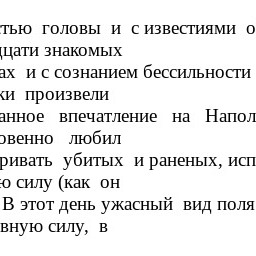 тью головы и с известиями о
цати знакомых
ах и с сознанием бессильности
ки произвели
анное впечатление на Напол
овенно любил
ривать убитых и раненых, исп
ю силу (как он
В этот день ужасный вид поля
вную силу, в